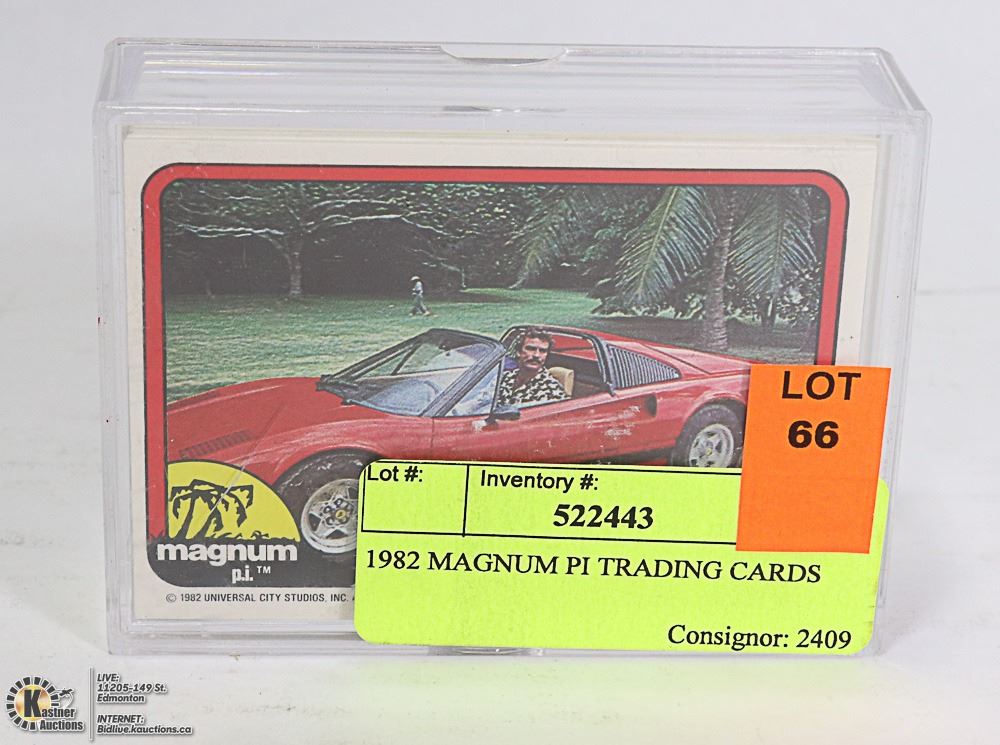 LOT
66
Lot #:
Inventory #:
522443
1982 MAGNUM PI TRADING CARDS
Consignor: 2409
magnum
p.i.™
© 1982 UNIVERSAL CITY STUDIOS, INC.
Kastner
Auctions
LIVE:
11205-149 St.
Edmonton
INTERNET:
Bidlive.kauctions.ca